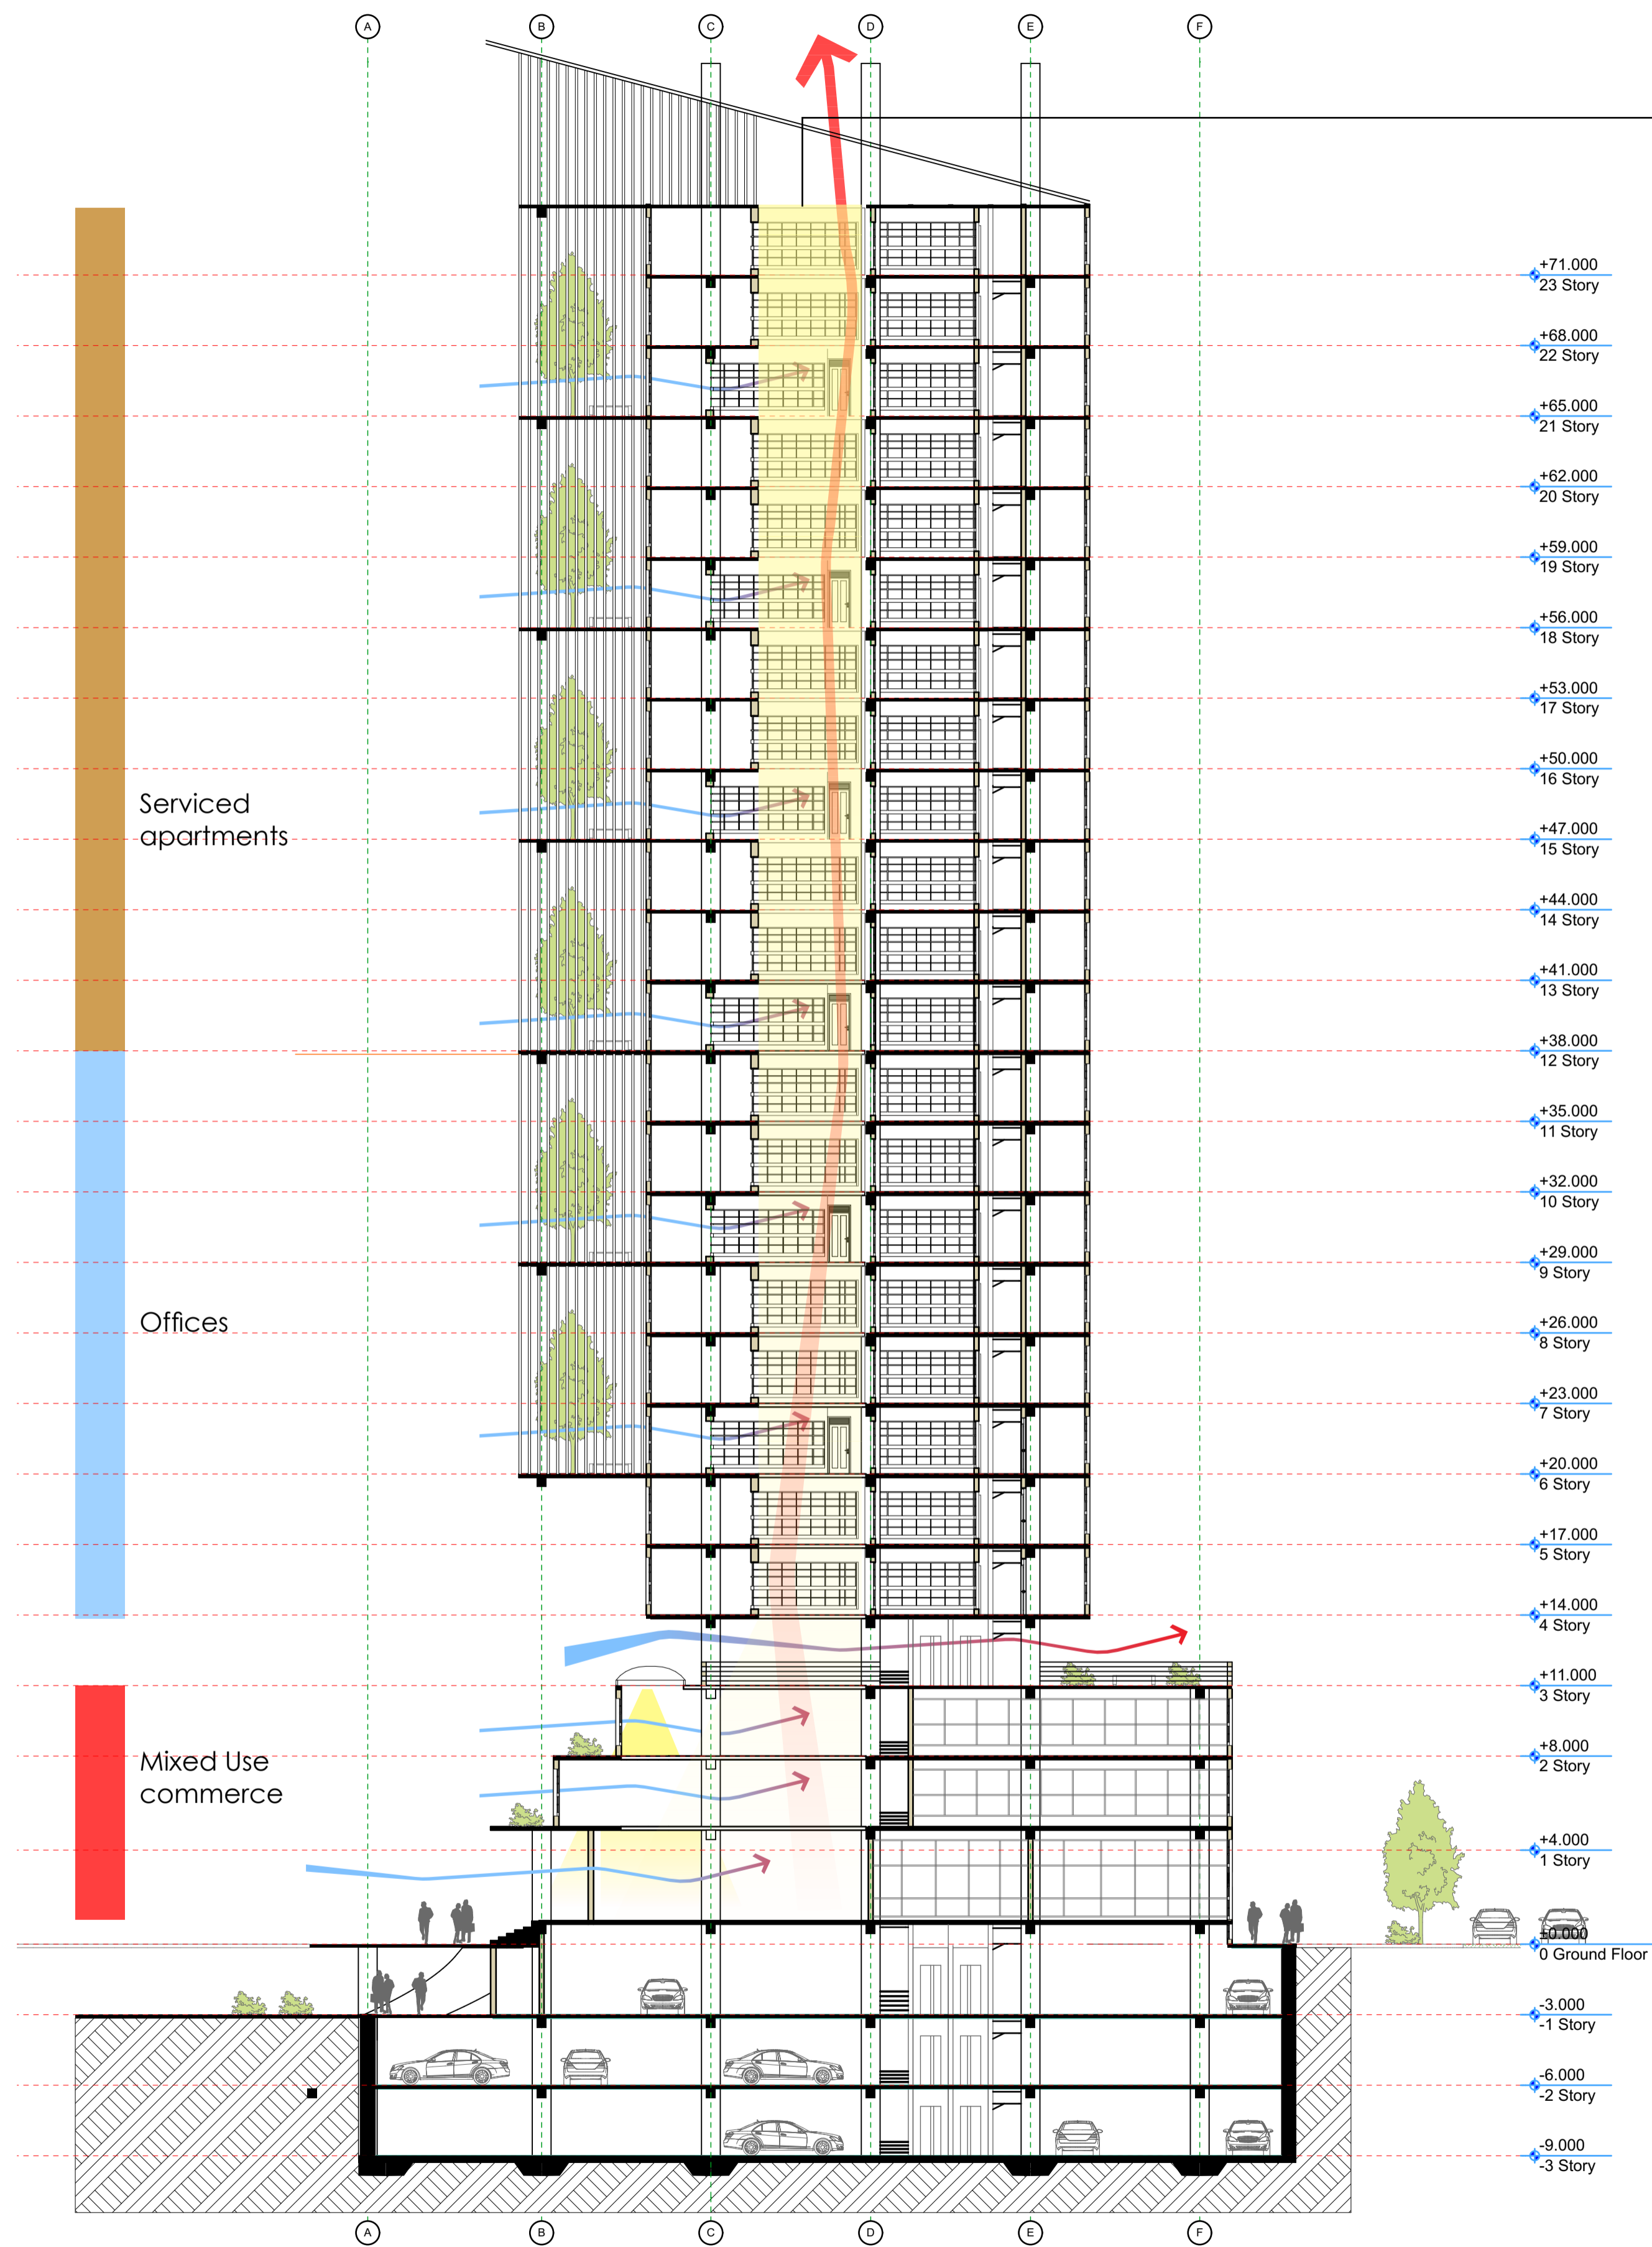 A B C D E F
+71.000
23 Story
+68.000
22 Story
+65.000
21 Story
+62.000
20 Story
+59.000
19 Story
+56.000
18 Story
+53.000
17 Story
+50.000
16 Story
Serviced
apartments
+47.000
15 Story
+44.000
14 Story
+41.000
13 Story
+38.000
12 Story
+35.000
11 Story
+32.000
10 Story
+29.000
9 Story
Offices
+26.000
8 Story
+23.000
7 Story
+20.000
6 Story
+17.000
5 Story
+14.000
4 Story
+11.000
3 Story
Mixed Use
commerce
+8.000
2 Story
+4.000
1 Story
±0.000
0 Ground Floor
-3.000
-1 Story
-6.000
-2 Story
-9.000
-3 Story
A B C D E F